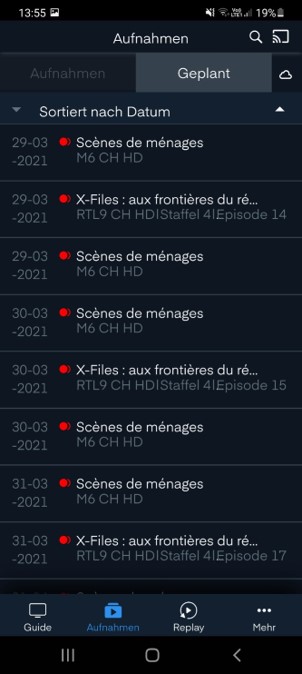 13:55
19%
Aufnahmen
Aufnahmen
Geplant
Sortiert nach Datum
29-03
-2021
Scènes de ménages
M6 CH HD
29-03
-2021
X-Files : aux frontières du ré...
RTL9 CH HD|Staffel 4|Episode 14
29-03
-2021
Scènes de ménages
M6 CH HD
30-03
-2021
Scènes de ménages
M6 CH HD
30-03
-2021
X-Files : aux frontières du ré...
RTL9 CH HD|Staffel 4|Episode 15
30-03
-2021
Scènes de ménages
M6 CH HD
31-03
-2021
Scènes de ménages
M6 CH HD
31-03
-2021
X-Files : aux frontières du ré...
RTL9 CH HD|Staffel 4|Episode 17
Guide
Aufnahmen
Replay
Mehr